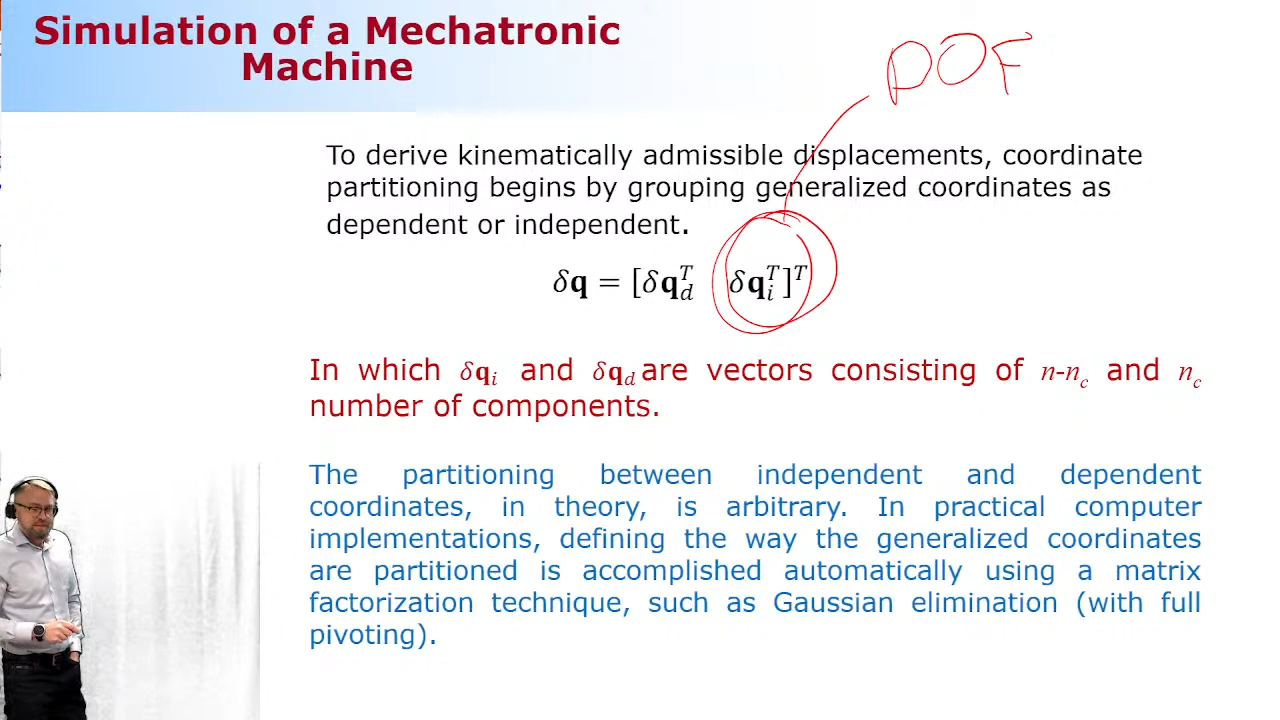 Simulation of a Mechatronic
Machine
DOF
To derive kinematically admissible displacements, coordinate
partitioning begins by grouping generalized coordinates as
dependent or independent.
δ𝐪 = [δ𝐪_d^T δ𝐪_i^T]^T
In which δ𝐪_i and δ𝐪_d are vectors consisting of n-n_c and n_c
number of components.
The partitioning between independent and dependent
coordinates, in theory, is arbitrary. In practical computer
implementations, defining the way the generalized coordinates
are partitioned is accomplished automatically using a matrix
factorization technique, such as Gaussian elimination (with full
pivoting).